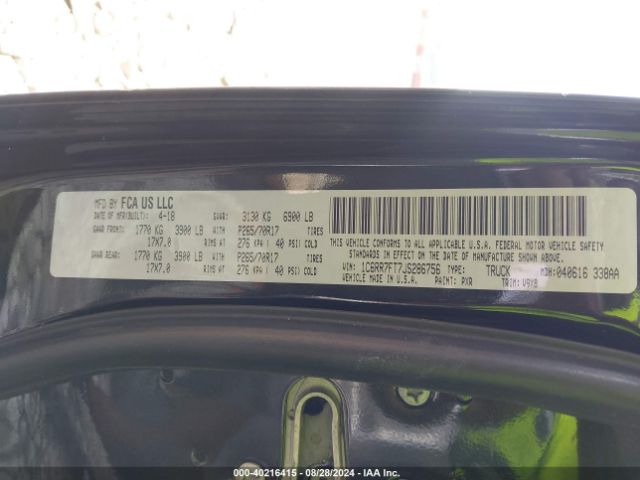 MFD BY FCA US LLC
DATE OF MFR(BUILT) 4-18 GVWR: 3130 KG 6900 LB
GAWR FRONT: 1770 KG 3900 LB WITH P265/70R17 TIRES
17X7.0 RIMS AT 276 KPA / 40 PSI COLD
GAWR REAR: 1770 KG 3900 LB WITH P265/70R17 TIRES
17X7.0 RIMS AT 276 KPA / 40 PSI COLD
THIS VEHICLE CONFORMS TO ALL APPLICABLE U.S.A. FEDERAL MOTOR VEHICLE SAFETY
STANDARDS IN EFFECT ON THE DATE OF MANUFACTURE SHOWN ABOVE
VIN: 1C6RR7FT7JS286756 TYPE: TRUCK MDH:040616 338AA
VEHICLE MADE IN U.S.A. PAINT: PXR TRIM: V9X8
000-40216415 - 08/28/2024 - IAA Inc.